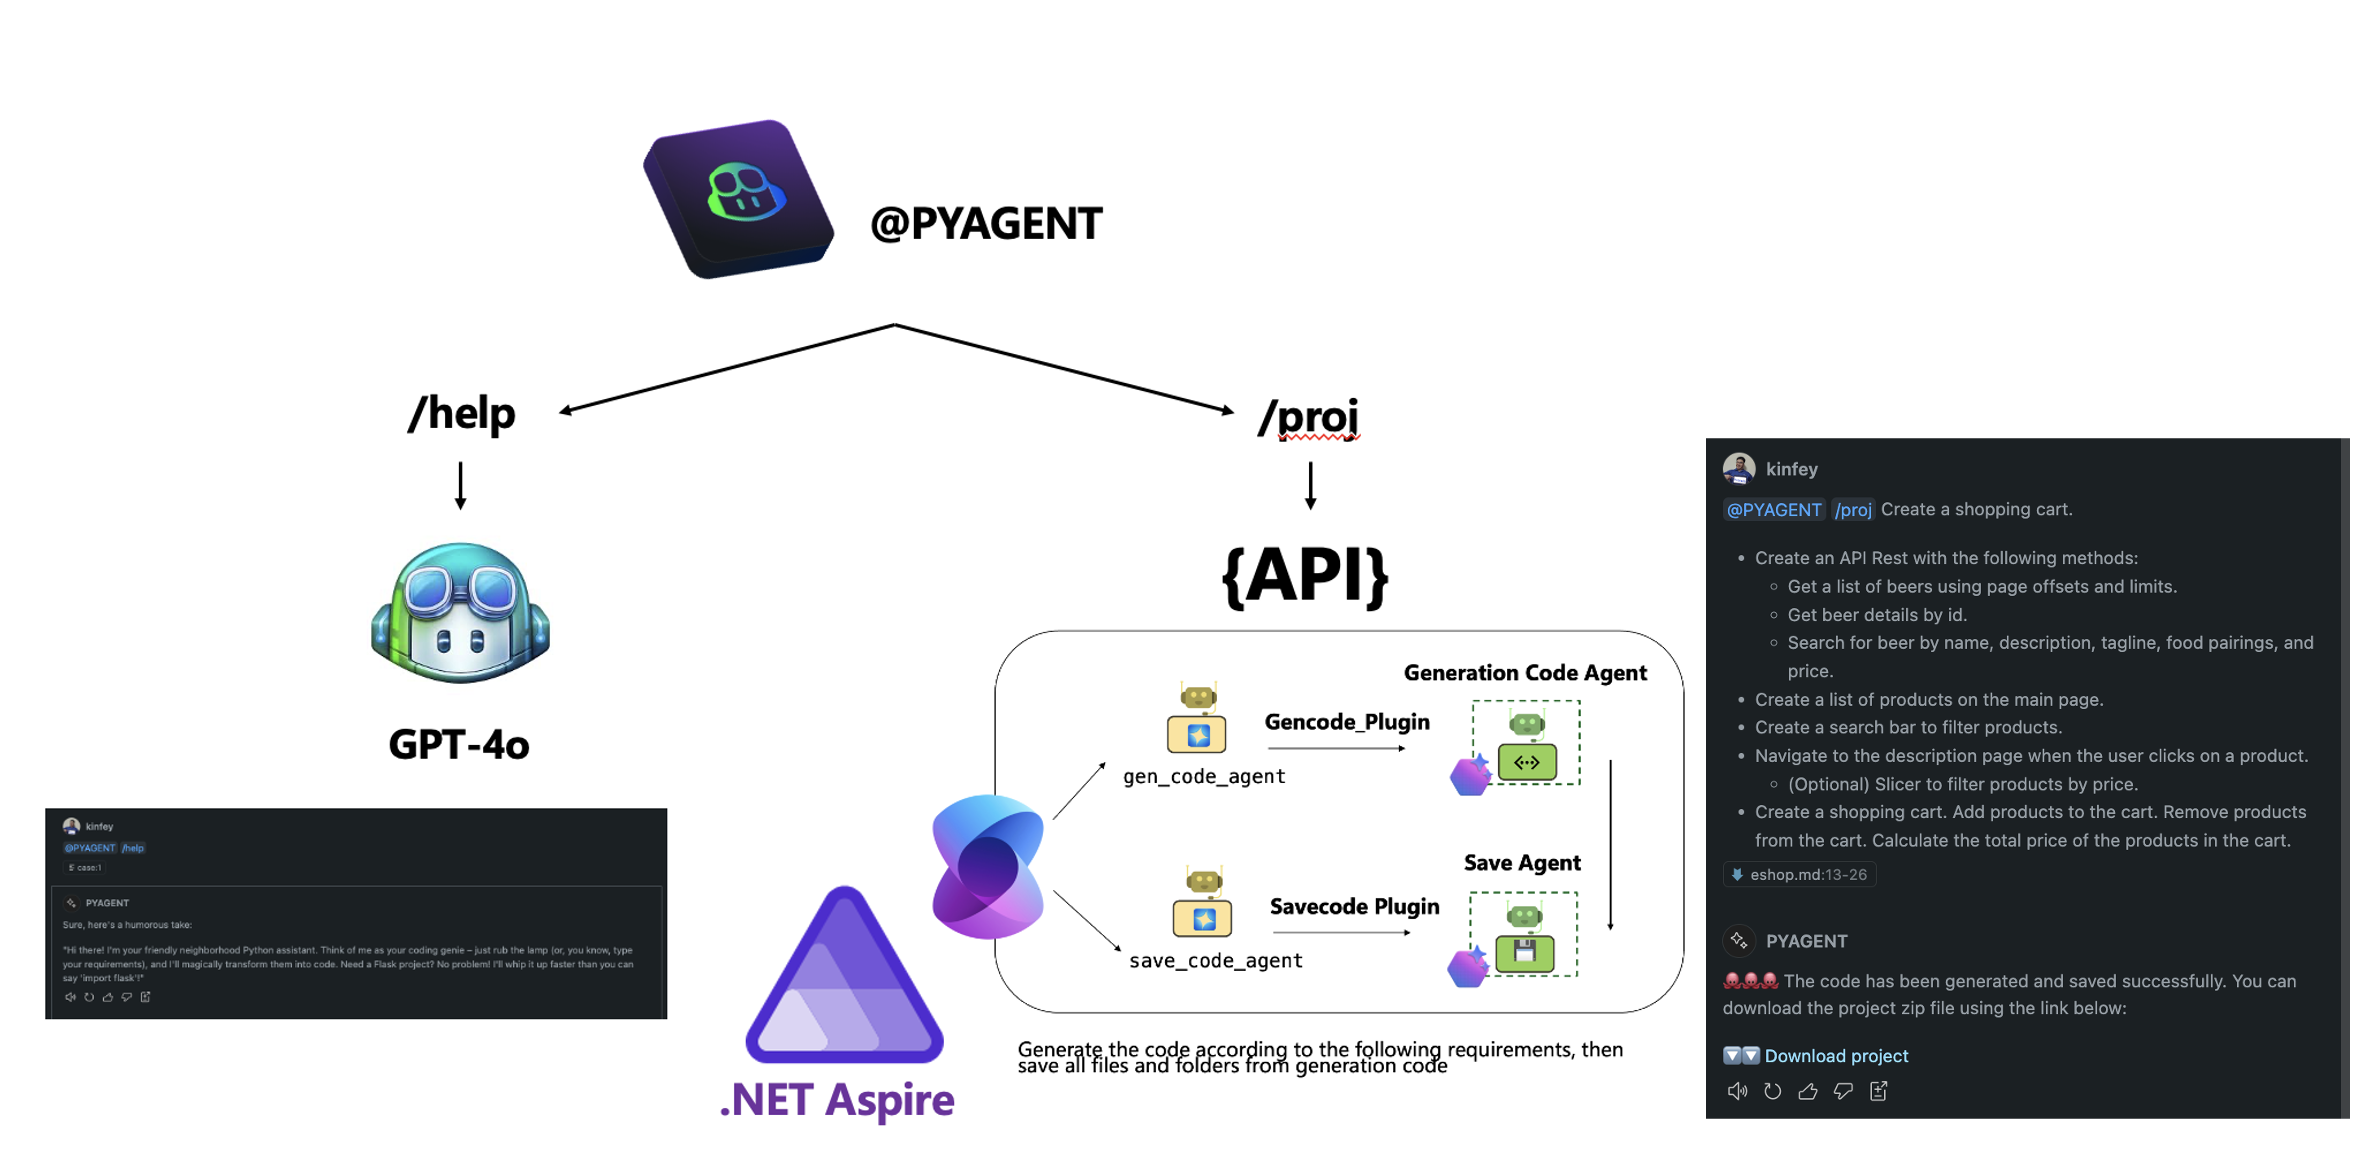 @PYAGENT
/help
/proj
GPT-4o
{API}
Generation Code Agent
Gencode_Plugin
gen_code_agent
Save Agent
Savecode Plugin
save_code_agent
Generate the code according to the following requirements, then
save all files and folders from generation code
.NET Aspire
kinfey
@PYAGENT /help
case:1
PYAGENT
Sure, here's a humorous take:
"Hi there! I'm your friendly neighborhood Python assistant. Think of me as your coding genie – just rub the lamp (or, you know, type
your requirements), and I'll magically transform them into code. Need a Flask project? No problem! I'll whip it up faster than you can
say 'import flask'!"
kinfey
@PYAGENT /proj Create a shopping cart.
• Create an API Rest with the following methods:
◦ Get a list of beers using page offsets and limits.
◦ Get beer details by id.
◦ Search for beer by name, description, tagline, food pairings, and
price.
• Create a list of products on the main page.
• Create a search bar to filter products.
• Navigate to the description page when the user clicks on a product.
◦ (Optional) Slicer to filter products by price.
• Create a shopping cart. Add products to the cart. Remove products
from the cart. Calculate the total price of the products in the cart.
eshop.md:13-26
PYAGENT
🐙🐙🐙 The code has been generated and saved successfully. You can
download the project zip file using the link below:
🔽🔽 Download project